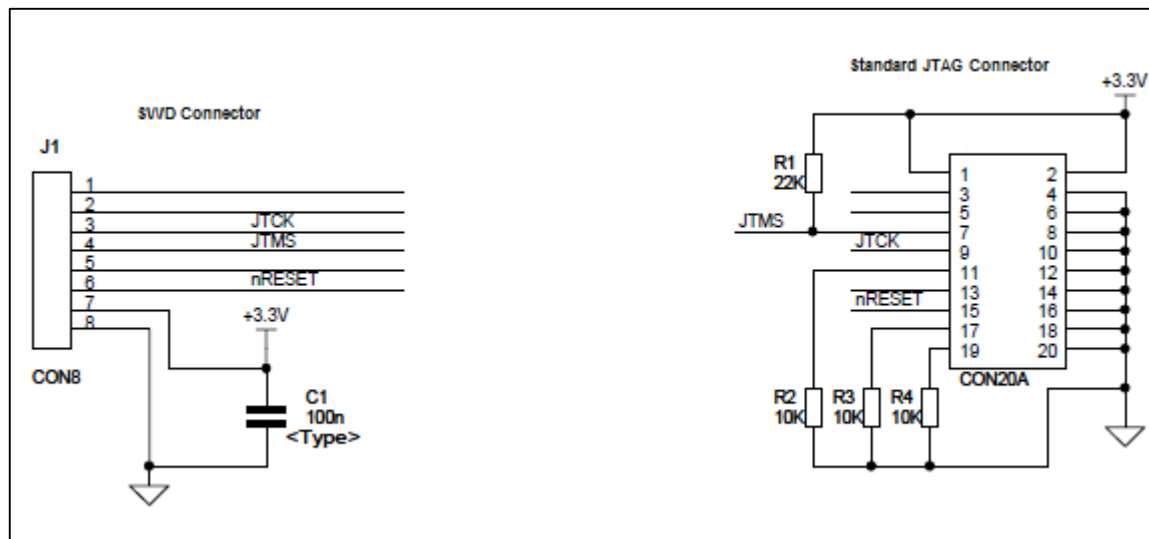 SWD Connector
J1
1
2
3
JTCK
4
JTMS
5
6
nRESET
7
8
+3.3V
CON8
C1
100n
<Type>
Standard JTAG Connector
+3.3V
R1
22K
1 2
3 4
5 6
JTMS
7 8
JTCK
9 10
11 12
13 14
nRESET
15 16
17 18
19 20
CON20A
R2
10K
R3
10K
R4
10K